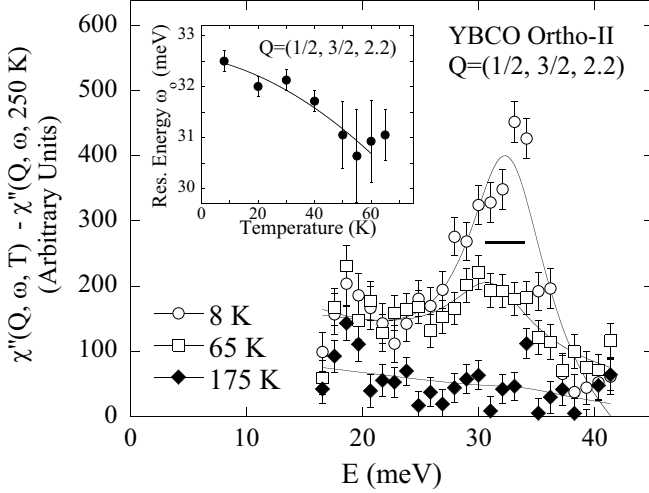 600
500
400
300
200
100
0
χ"(Q, ω, T) - χ"(Q, ω, 250 K)
(Arbitrary Units)
0
10
20
30
40
E (meV)
YBCO Ortho-II
Q=(1/2, 3/2, 2.2)
8 K
65 K
175 K
33
32
31
30
Res. Energy ω₀ (meV)
Q=(1/2, 3/2, 2.2)
0
20
40
60
Temperature (K)